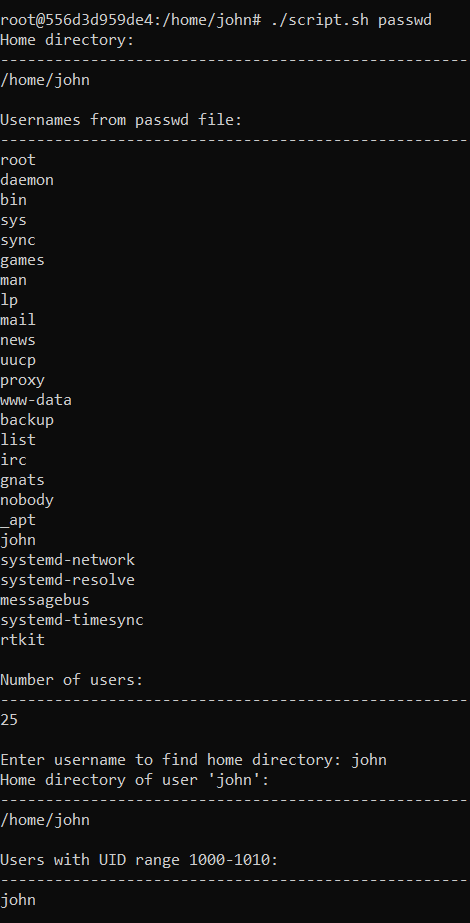 root@556d3d959de4:/home/john# ./script.sh passwd
Home directory:
----------------------------------------------------
/home/john
Usernames from passwd file:
----------------------------------------------------
root
daemon
bin
sys
sync
games
man
lp
mail
news
uucp
proxy
www-data
backup
list
irc
gnats
nobody
_apt
john
systemd-network
systemd-resolve
messagebus
systemd-timesync
rtkit
Number of users:
----------------------------------------------------
25
Enter username to find home directory: john
Home directory of user 'john':
----------------------------------------------------
/home/john
Users with UID range 1000-1010:
----------------------------------------------------
john